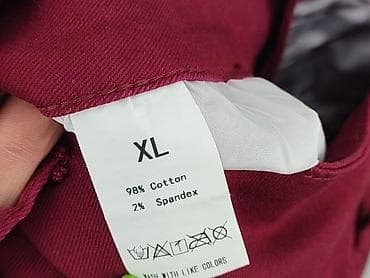 XL
98% Cotton
2% Spandex
WASH WITH LIKE COLORS